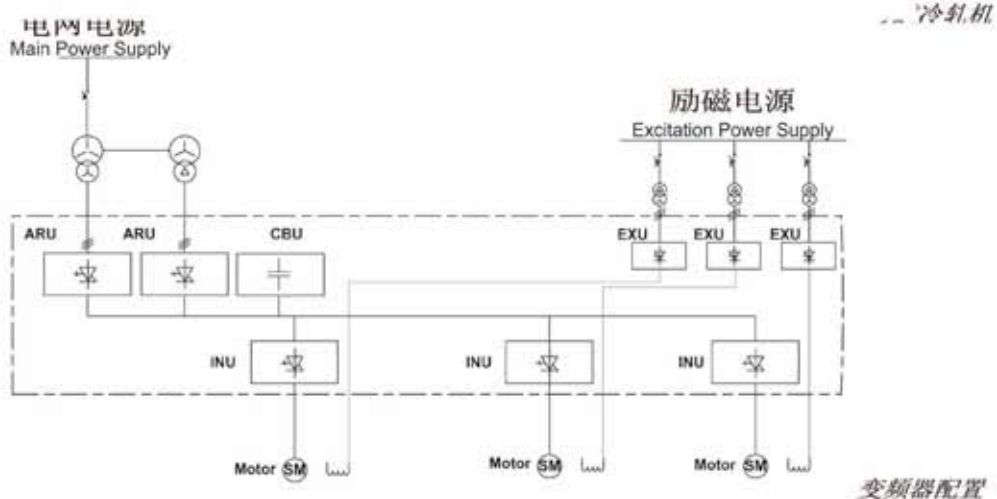 冷轧机
电网电源
Main Power Supply
励磁电源
Excitation Power Supply
ARU ARU CBU EXU EXU EXU
INU INU INU
Motor SM Motor SM Motor SM
变频器配置